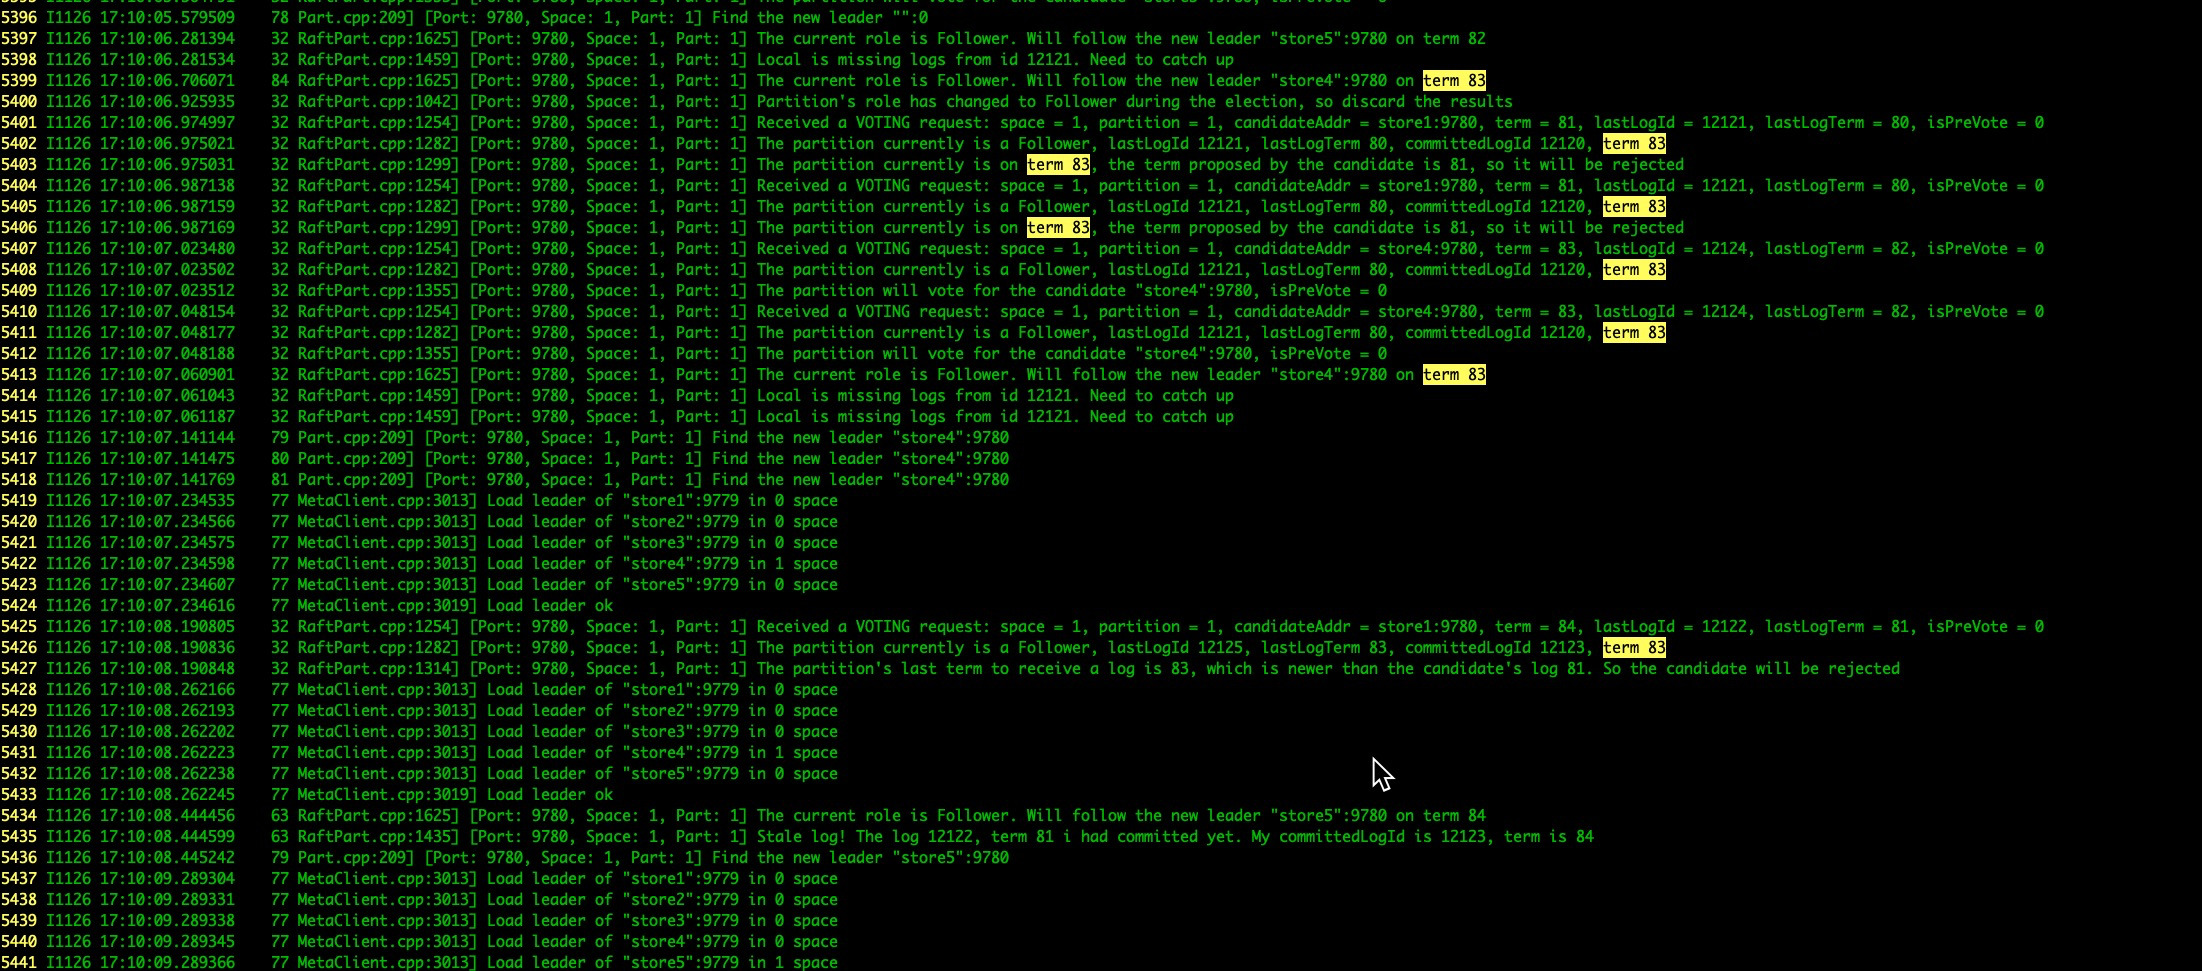 5396 I1126 17:10:05.579509    78 Part.cpp:209] [Port: 9780, Space: 1, Part: 1] Find the new leader "":0
5397 I1126 17:10:06.281394    32 RaftPart.cpp:1625] [Port: 9780, Space: 1, Part: 1] The current role is Follower. Will follow the new leader "store5":9780 on term 82
5398 I1126 17:10:06.281534    32 RaftPart.cpp:1459] [Port: 9780, Space: 1, Part: 1] Local is missing logs from id 12121. Need to catch up
5399 I1126 17:10:06.706071    84 RaftPart.cpp:1625] [Port: 9780, Space: 1, Part: 1] The current role is Follower. Will follow the new leader "store4":9780 on term 83
5400 I1126 17:10:06.925935    32 RaftPart.cpp:1042] [Port: 9780, Space: 1, Part: 1] Partition's role has changed to Follower during the election, so discard the results
5401 I1126 17:10:06.974997    32 RaftPart.cpp:1254] [Port: 9780, Space: 1, Part: 1] Received a VOTING request: space = 1, partition = 1, candidateAddr = store1:9780, term = 81, lastLogId = 12121, lastLogTerm = 80, isPreVote = 0
5402 I1126 17:10:06.975021    32 RaftPart.cpp:1282] [Port: 9780, Space: 1, Part: 1] The partition currently is a Follower, lastLogId 12121, lastLogTerm 80, committedLogId 12120, term 83
5403 I1126 17:10:06.975031    32 RaftPart.cpp:1299] [Port: 9780, Space: 1, Part: 1] The partition currently is on term 83, the term proposed by the candidate is 81, so it will be rejected
5404 I1126 17:10:06.987138    32 RaftPart.cpp:1254] [Port: 9780, Space: 1, Part: 1] Received a VOTING request: space = 1, partition = 1, candidateAddr = store1:9780, term = 81, lastLogId = 12121, lastLogTerm = 80, isPreVote = 0
5405 I1126 17:10:06.987159    32 RaftPart.cpp:1282] [Port: 9780, Space: 1, Part: 1] The partition currently is a Follower, lastLogId 12121, lastLogTerm 80, committedLogId 12120, term 83
5406 I1126 17:10:06.987169    32 RaftPart.cpp:1299] [Port: 9780, Space: 1, Part: 1] The partition currently is on term 83, the term proposed by the candidate is 81, so it will be rejected
5407 I1126 17:10:07.023480    32 RaftPart.cpp:1254] [Port: 9780, Space: 1, Part: 1] Received a VOTING request: space = 1, partition = 1, candidateAddr = store4:9780, term = 83, lastLogId = 12124, lastLogTerm = 82, isPreVote = 0
5408 I1126 17:10:07.023502    32 RaftPart.cpp:1282] [Port: 9780, Space: 1, Part: 1] The partition currently is a Follower, lastLogId 12121, lastLogTerm 80, committedLogId 12120, term 83
5409 I1126 17:10:07.023512    32 RaftPart.cpp:1355] [Port: 9780, Space: 1, Part: 1] The partition will vote for the candidate "store4":9780, isPreVote = 0
5410 I1126 17:10:07.048154    32 RaftPart.cpp:1254] [Port: 9780, Space: 1, Part: 1] Received a VOTING request: space = 1, partition = 1, candidateAddr = store4:9780, term = 83, lastLogId = 12124, lastLogTerm = 82, isPreVote = 0
5411 I1126 17:10:07.048177    32 RaftPart.cpp:1282] [Port: 9780, Space: 1, Part: 1] The partition currently is a Follower, lastLogId 12121, lastLogTerm 80, committedLogId 12120, term 83
5412 I1126 17:10:07.048188    32 RaftPart.cpp:1355] [Port: 9780, Space: 1, Part: 1] The partition will vote for the candidate "store4":9780, isPreVote = 0
5413 I1126 17:10:07.060901    32 RaftPart.cpp:1625] [Port: 9780, Space: 1, Part: 1] The current role is Follower. Will follow the new leader "store4":9780 on term 83
5414 I1126 17:10:07.061043    32 RaftPart.cpp:1459] [Port: 9780, Space: 1, Part: 1] Local is missing logs from id 12121. Need to catch up
5415 I1126 17:10:07.061187    32 RaftPart.cpp:1459] [Port: 9780, Space: 1, Part: 1] Local is missing logs from id 12121. Need to catch up
5416 I1126 17:10:07.141144    79 Part.cpp:209] [Port: 9780, Space: 1, Part: 1] Find the new leader "store4":9780
5417 I1126 17:10:07.141475    80 Part.cpp:209] [Port: 9780, Space: 1, Part: 1] Find the new leader "store4":9780
5418 I1126 17:10:07.141769    81 Part.cpp:209] [Port: 9780, Space: 1, Part: 1] Find the new leader "store4":9780
5419 I1126 17:10:07.234535    77 MetaClient.cpp:3013] Load leader of "store1":9779 in 0 space
5420 I1126 17:10:07.234566    77 MetaClient.cpp:3013] Load leader of "store2":9779 in 0 space
5421 I1126 17:10:07.234575    77 MetaClient.cpp:3013] Load leader of "store3":9779 in 0 space
5422 I1126 17:10:07.234598    77 MetaClient.cpp:3013] Load leader of "store4":9779 in 1 space
5423 I1126 17:10:07.234607    77 MetaClient.cpp:3013] Load leader of "store5":9779 in 0 space
5424 I1126 17:10:07.234616    77 MetaClient.cpp:3019] Load leader ok
5425 I1126 17:10:08.190805    32 RaftPart.cpp:1254] [Port: 9780, Space: 1, Part: 1] Received a VOTING request: space = 1, partition = 1, candidateAddr = store1:9780, term = 84, lastLogId = 12122, lastLogTerm = 81, isPreVote = 0
5426 I1126 17:10:08.190836    32 RaftPart.cpp:1282] [Port: 9780, Space: 1, Part: 1] The partition currently is a Follower, lastLogId 12125, lastLogTerm 83, committedLogId 12123, term 83
5427 I1126 17:10:08.190848    32 RaftPart.cpp:1314] [Port: 9780, Space: 1, Part: 1] The partition's last term to receive a log is 83, which is newer than the candidate's log 81. So the candidate will be rejected
5428 I1126 17:10:08.262166    77 MetaClient.cpp:3013] Load leader of "store1":9779 in 0 space
5429 I1126 17:10:08.262193    77 MetaClient.cpp:3013] Load leader of "store2":9779 in 0 space
5430 I1126 17:10:08.262202    77 MetaClient.cpp:3013] Load leader of "store3":9779 in 0 space
5431 I1126 17:10:08.262223    77 MetaClient.cpp:3013] Load leader of "store4":9779 in 1 space
5432 I1126 17:10:08.262238    77 MetaClient.cpp:3013] Load leader of "store5":9779 in 0 space
5433 I1126 17:10:08.262245    77 MetaClient.cpp:3019] Load leader ok
5434 I1126 17:10:08.444456    63 RaftPart.cpp:1625] [Port: 9780, Space: 1, Part: 1] The current role is Follower. Will follow the new leader "store5":9780 on term 84
5435 I1126 17:10:08.444599    63 RaftPart.cpp:1435] [Port: 9780, Space: 1, Part: 1] Stale log! The log 12122, term 81 i had committed yet. My committedLogId is 12123, term is 84
5436 I1126 17:10:08.445242    79 Part.cpp:209] [Port: 9780, Space: 1, Part: 1] Find the new leader "store5":9780
5437 I1126 17:10:09.289304    77 MetaClient.cpp:3013] Load leader of "store1":9779 in 0 space
5438 I1126 17:10:09.289331    77 MetaClient.cpp:3013] Load leader of "store2":9779 in 0 space
5439 I1126 17:10:09.289338    77 MetaClient.cpp:3013] Load leader of "store3":9779 in 0 space
5440 I1126 17:10:09.289345    77 MetaClient.cpp:3013] Load leader of "store4":9779 in 0 space
5441 I1126 17:10:09.289366    77 MetaClient.cpp:3013] Load leader of "store5":9779 in 1 space